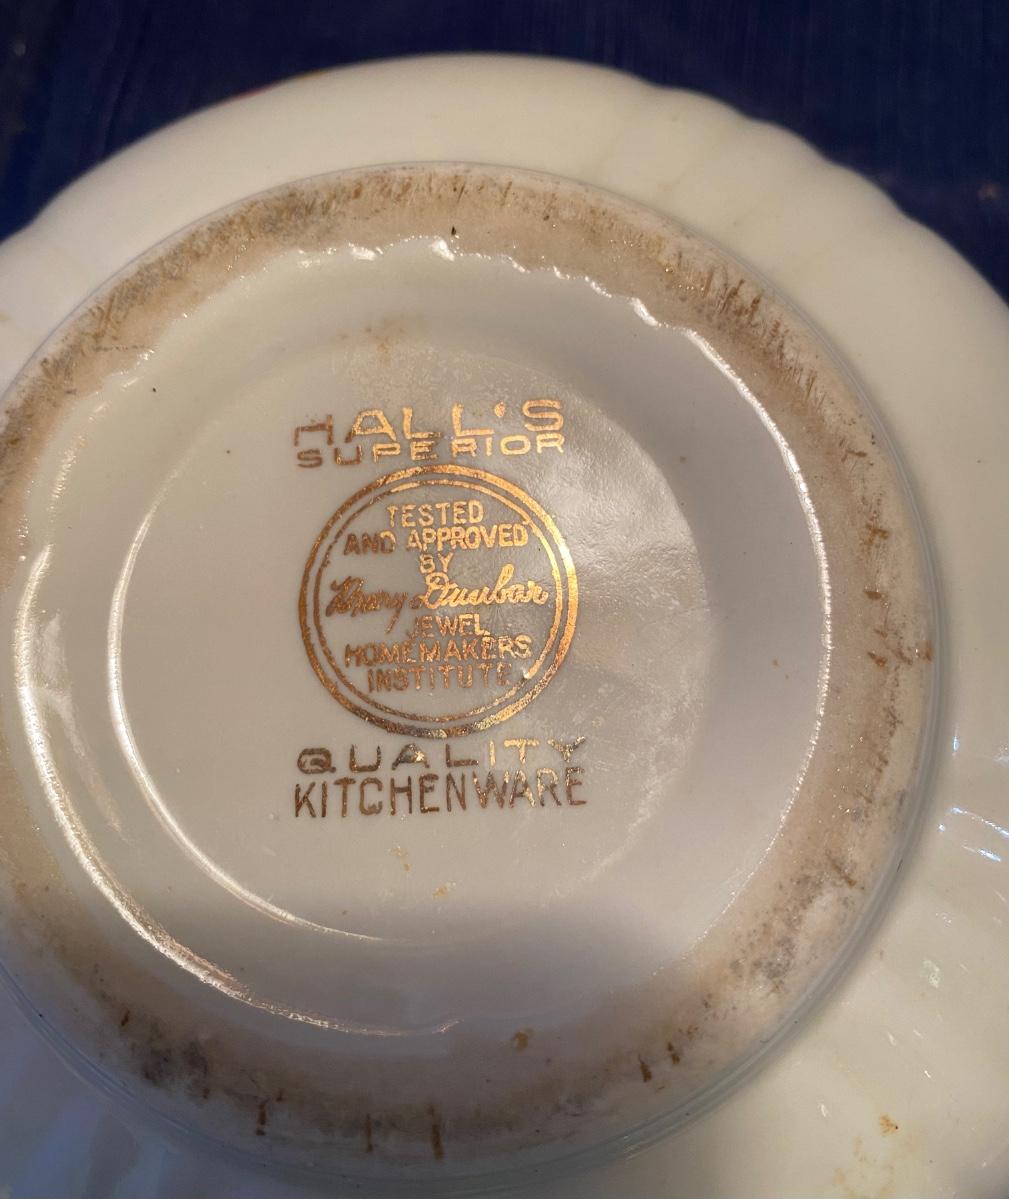 HALL'S
SUPERIOR
TESTED
AND APPROVED
BY
Mary Dunbar
JEWEL
HOMEMAKERS
INSTITUTE
QUALITY
KITCHENWARE